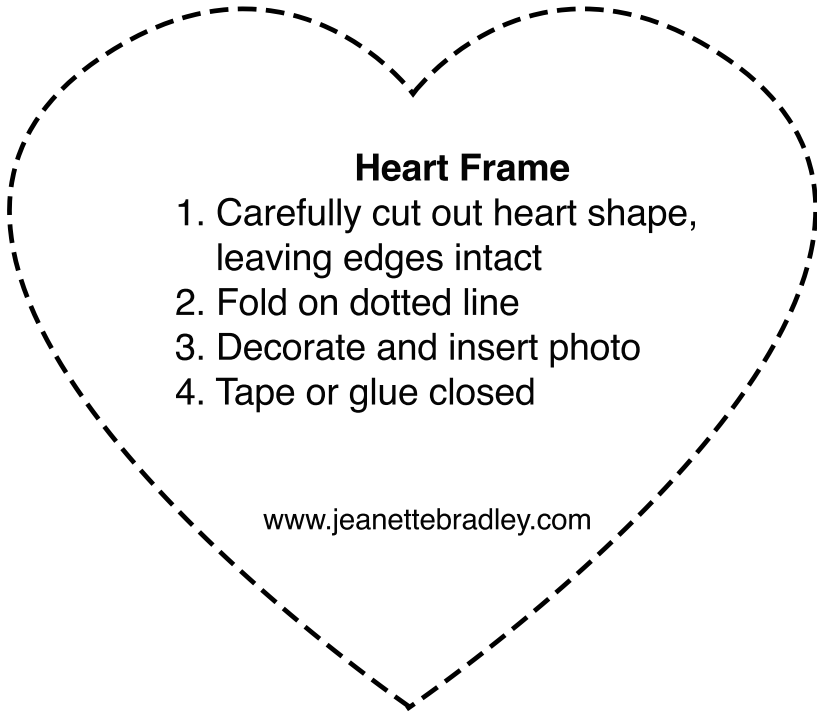 Heart Frame
1. Carefully cut out heart shape,
leaving edges intact
2. Fold on dotted line
3. Decorate and insert photo
4. Tape or glue closed
www.jeanettebradley.com